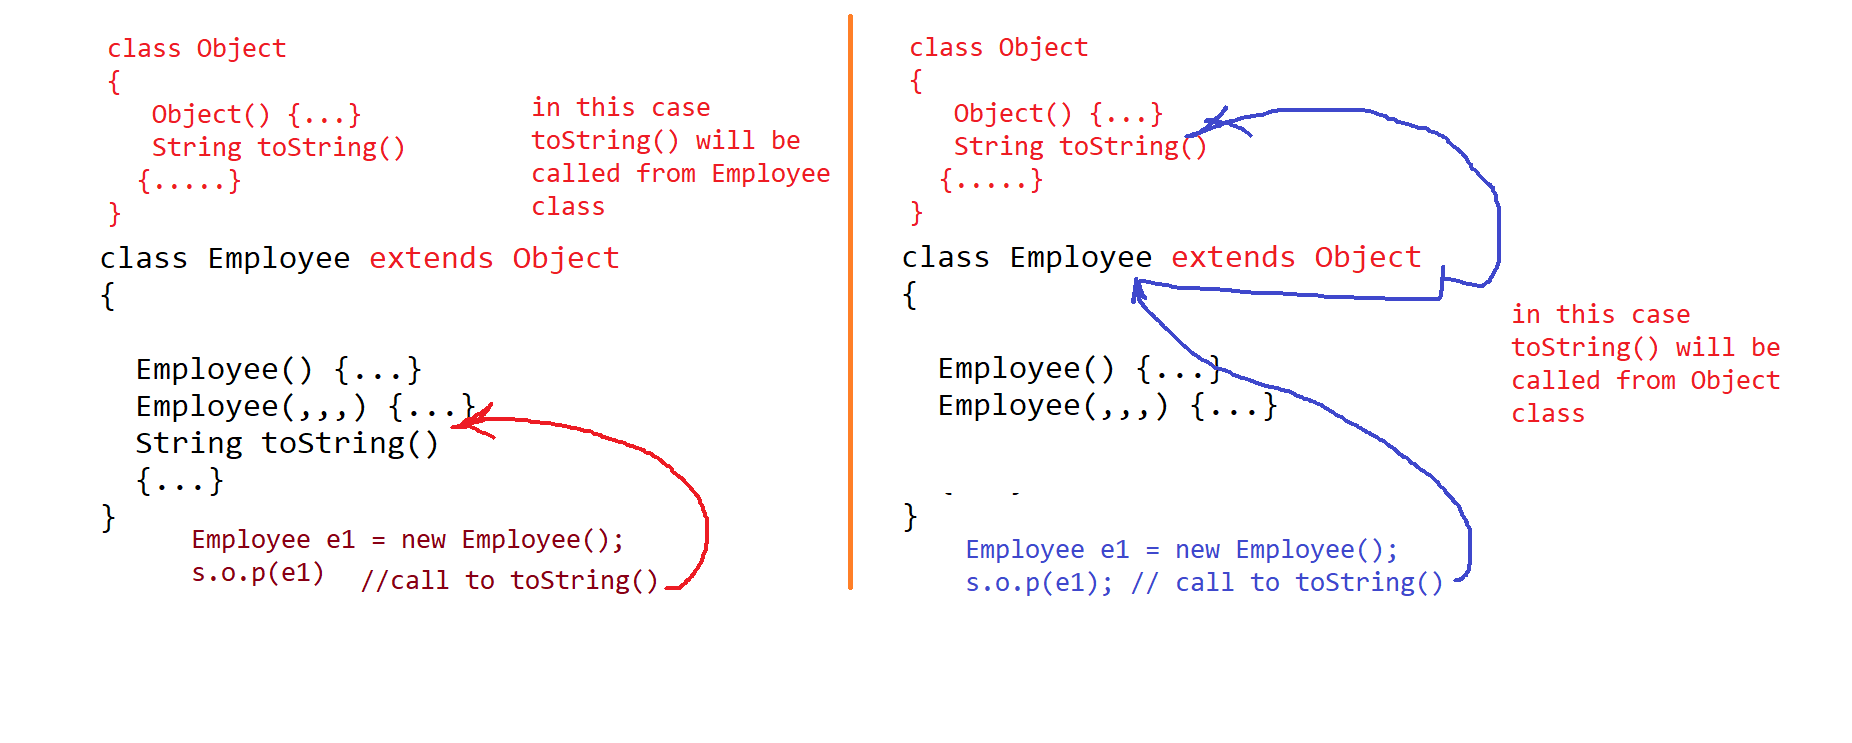 class Object
{
Object() {...}
String toString()
{.....}
}
in this case
toString() will be
called from Employee
class
class Employee extends Object
{
Employee() {...}
Employee(,,,) {...}
String toString()
{...}
}
Employee e1 = new Employee();
s.o.p(e1) //call to toString()
class Object
{
Object() {...}
String toString()
{.....}
}
class Employee extends Object
{
Employee() {...}
Employee(,,,) {...}
}
in this case
toString() will be
called from Object
class
Employee e1 = new Employee();
s.o.p(e1); // call to toString()